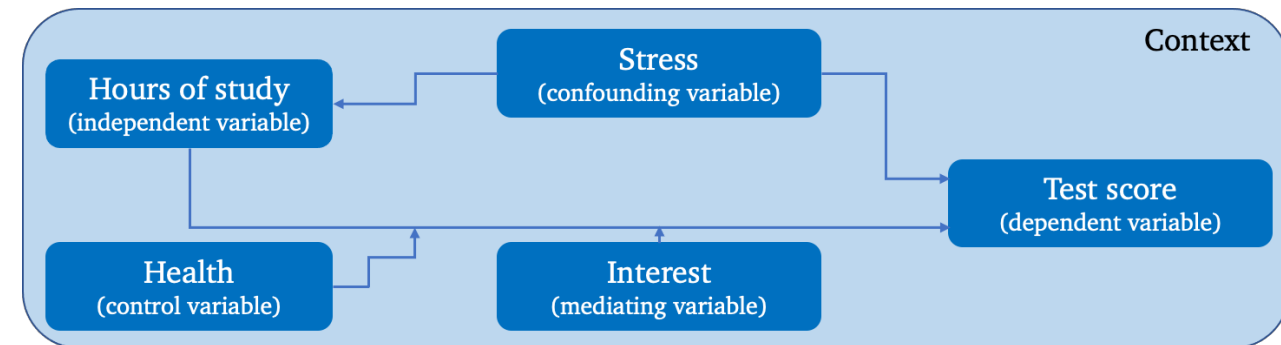 Context
Stress
(confounding variable)
Hours of study
(independent variable)
Test score
(dependent variable)
Health
(control variable)
Interest
(mediating variable)